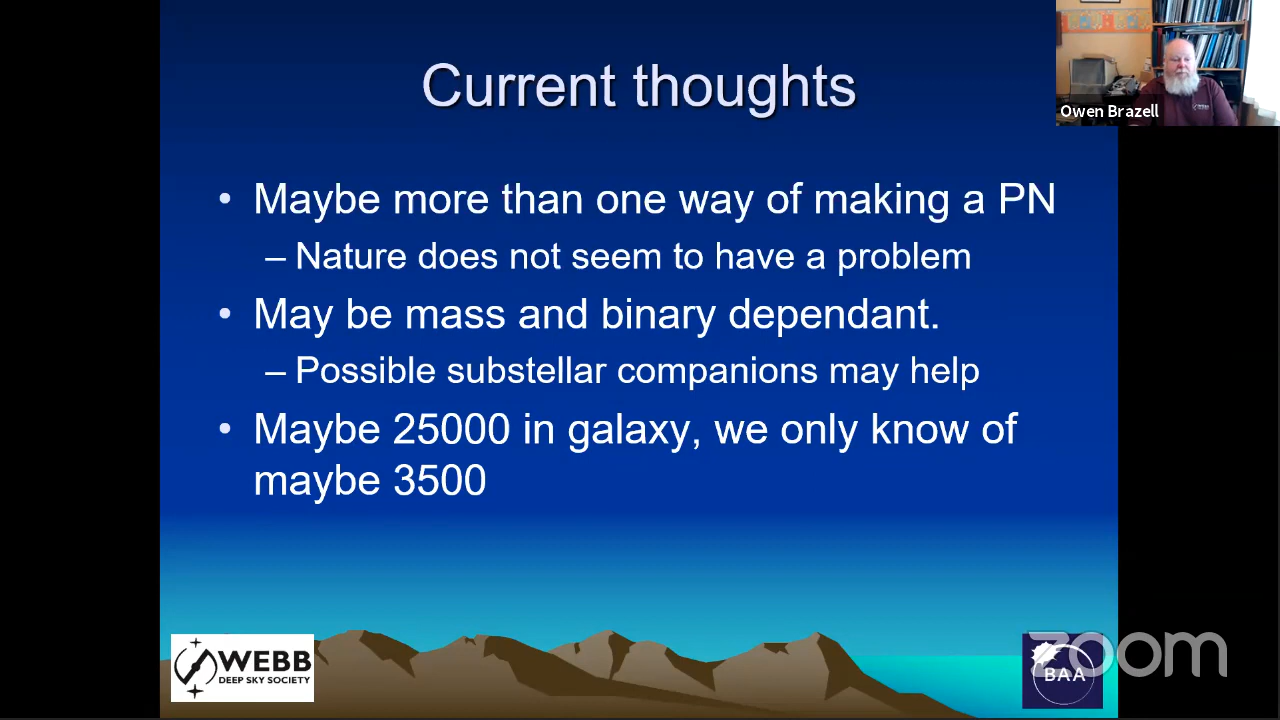 Current thoughts
Owen Brazell
• Maybe more than one way of making a PN
– Nature does not seem to have a problem
• May be mass and binary dependant.
– Possible substellar companions may help
• Maybe 25000 in galaxy, we only know of
maybe 3500
WEBB
DEEP SKY SOCIETY
BAA
zoom